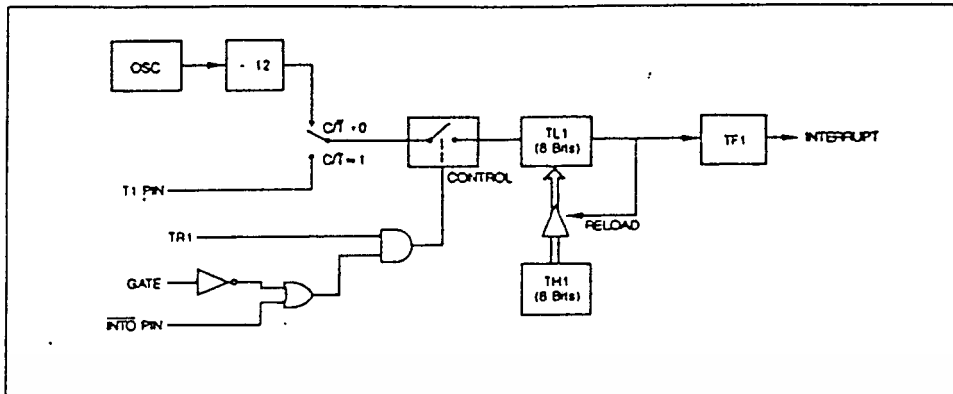 OSC
÷ 12
C/T̅ = 0
C/T̅ = 1
T1 PIN
TR1
GATE
I̅N̅T̅0̅ PIN
CONTROL
TL1
(8 Bits)
RELOAD
TH1
(8 Bits)
TF1
INTERRUPT